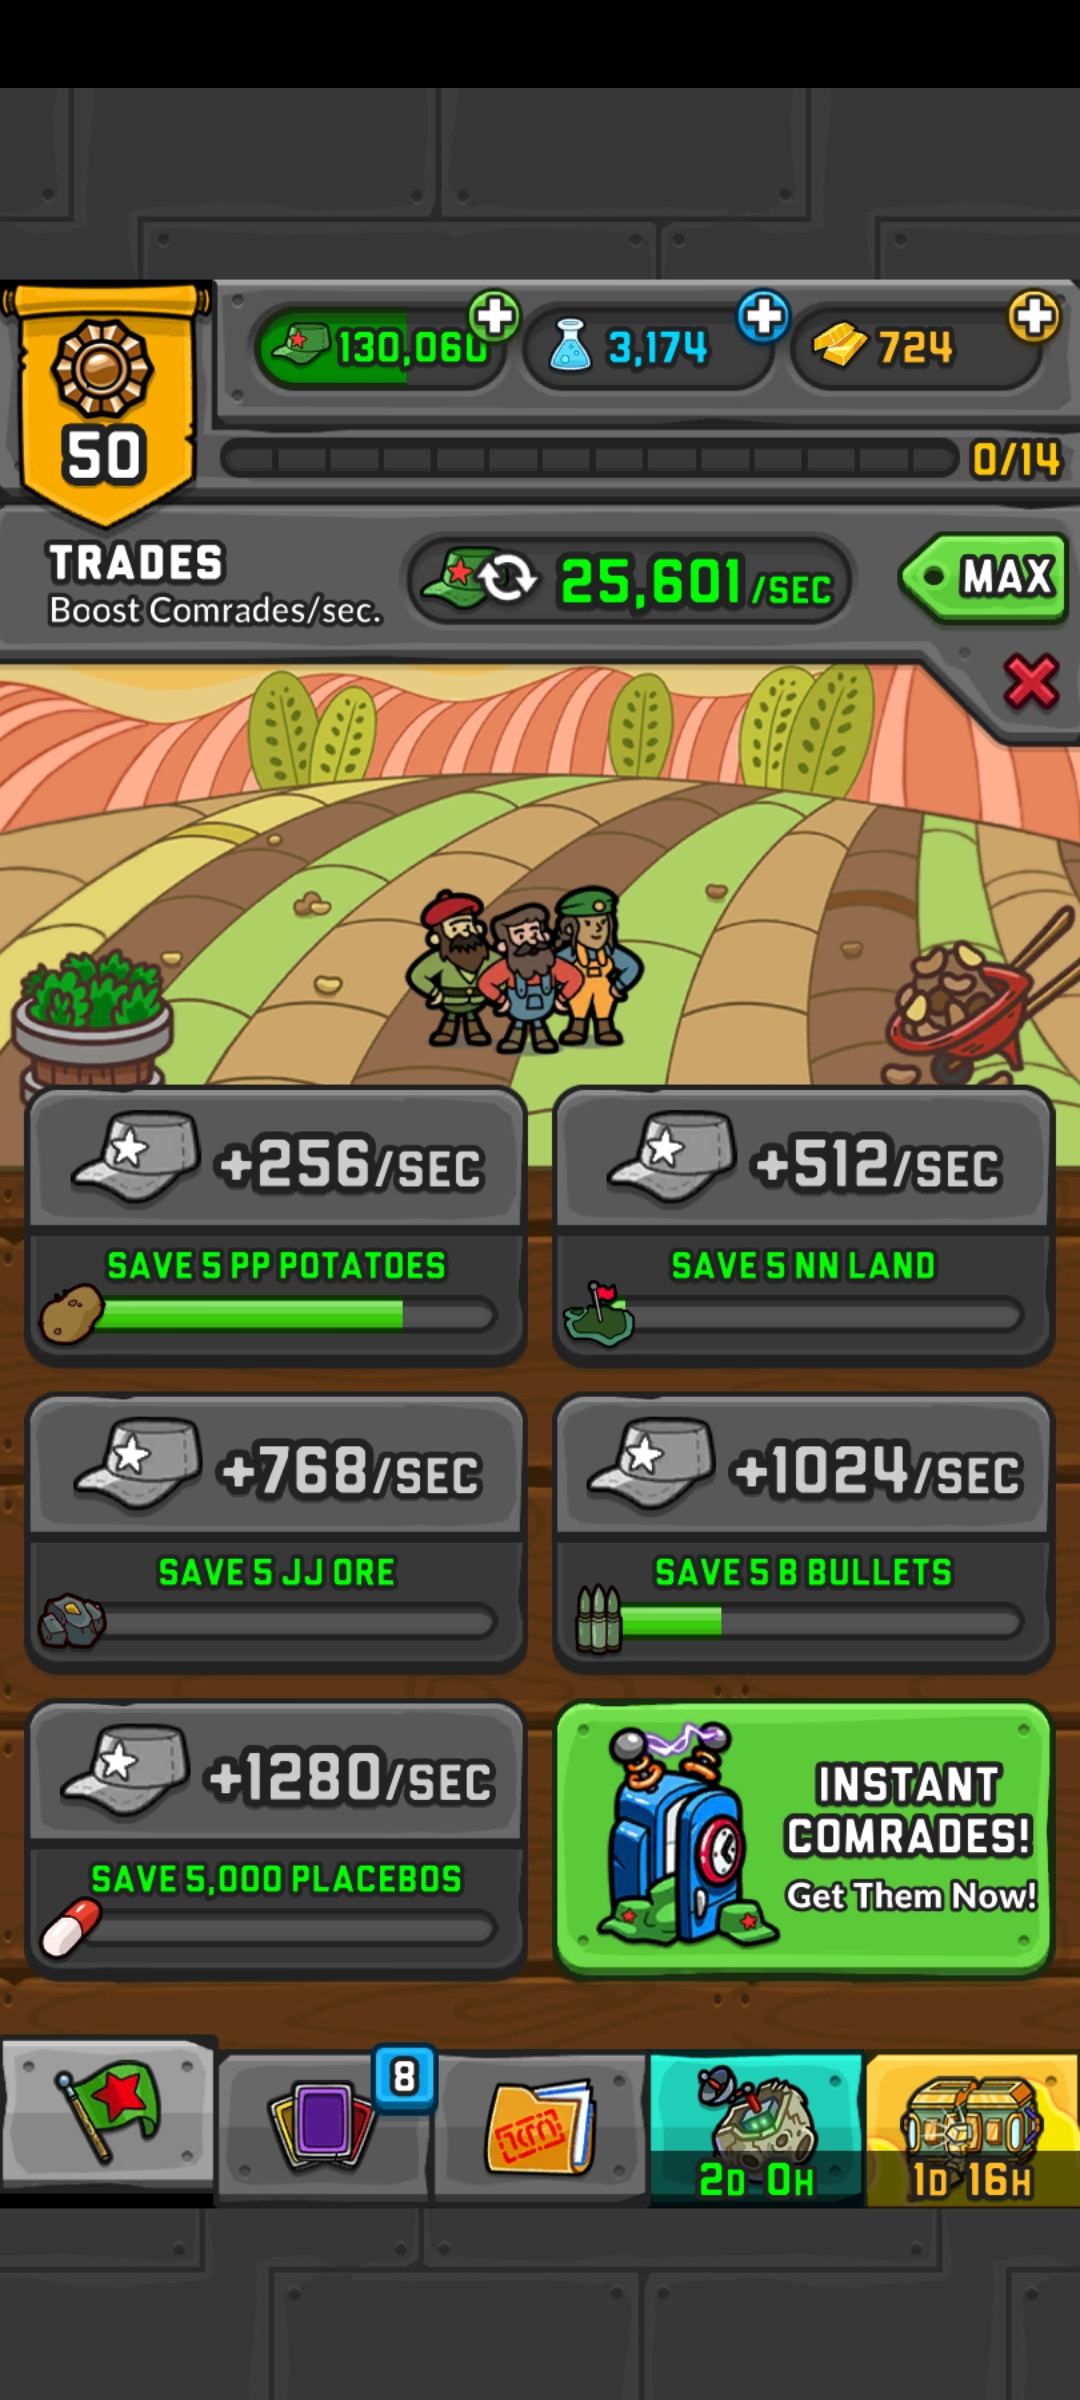 50
130,060
3,174
724
0/14
TRADES
Boost Comrades/sec.
25,601/SEC
MAX
+256/SEC
SAVE 5 PP POTATOES
+512/SEC
SAVE 5 NN LAND
+768/SEC
SAVE 5 JJ ORE
+1024/SEC
SAVE 5 B BULLETS
+1280/SEC
SAVE 5,000 PLACEBOS
INSTANT
COMRADES!
Get Them Now!
8
2D 0H
1D 16H